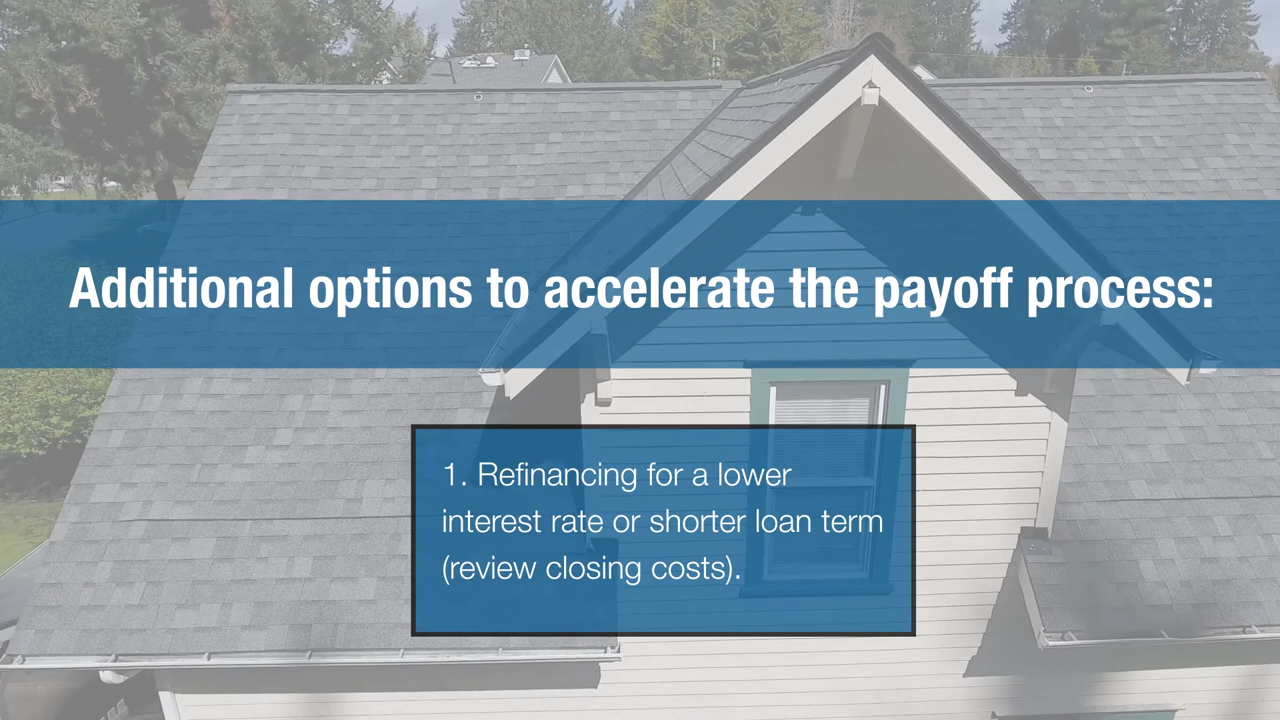 Additional options to accelerate the payoff process:
1. Refinancing for a lower
interest rate or shorter loan term
(review closing costs).